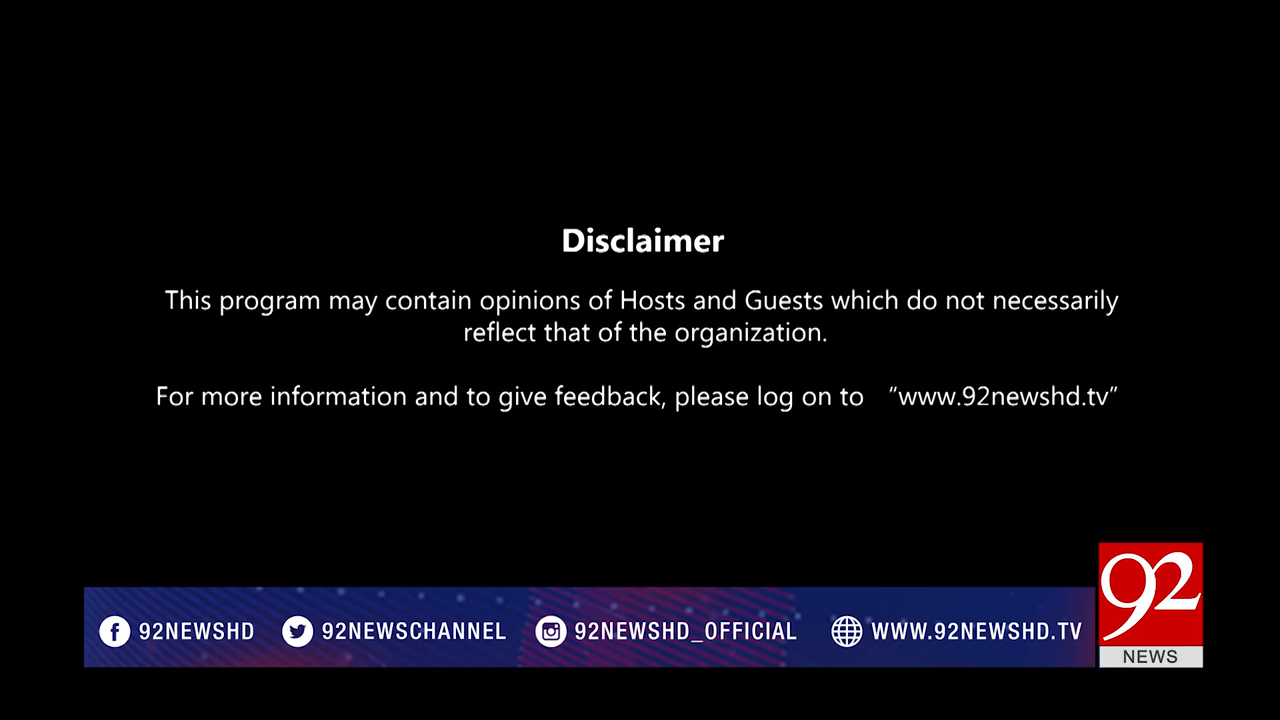 Disclaimer
This program may contain opinions of Hosts and Guests which do not necessarily
reflect that of the organization.
For more information and to give feedback, please log on to “www.92newshd.tv”
92NEWSHD 92NEWSCHANNEL 92NEWSHD_OFFICIAL WWW.92NEWSHD.TV
92
NEWS